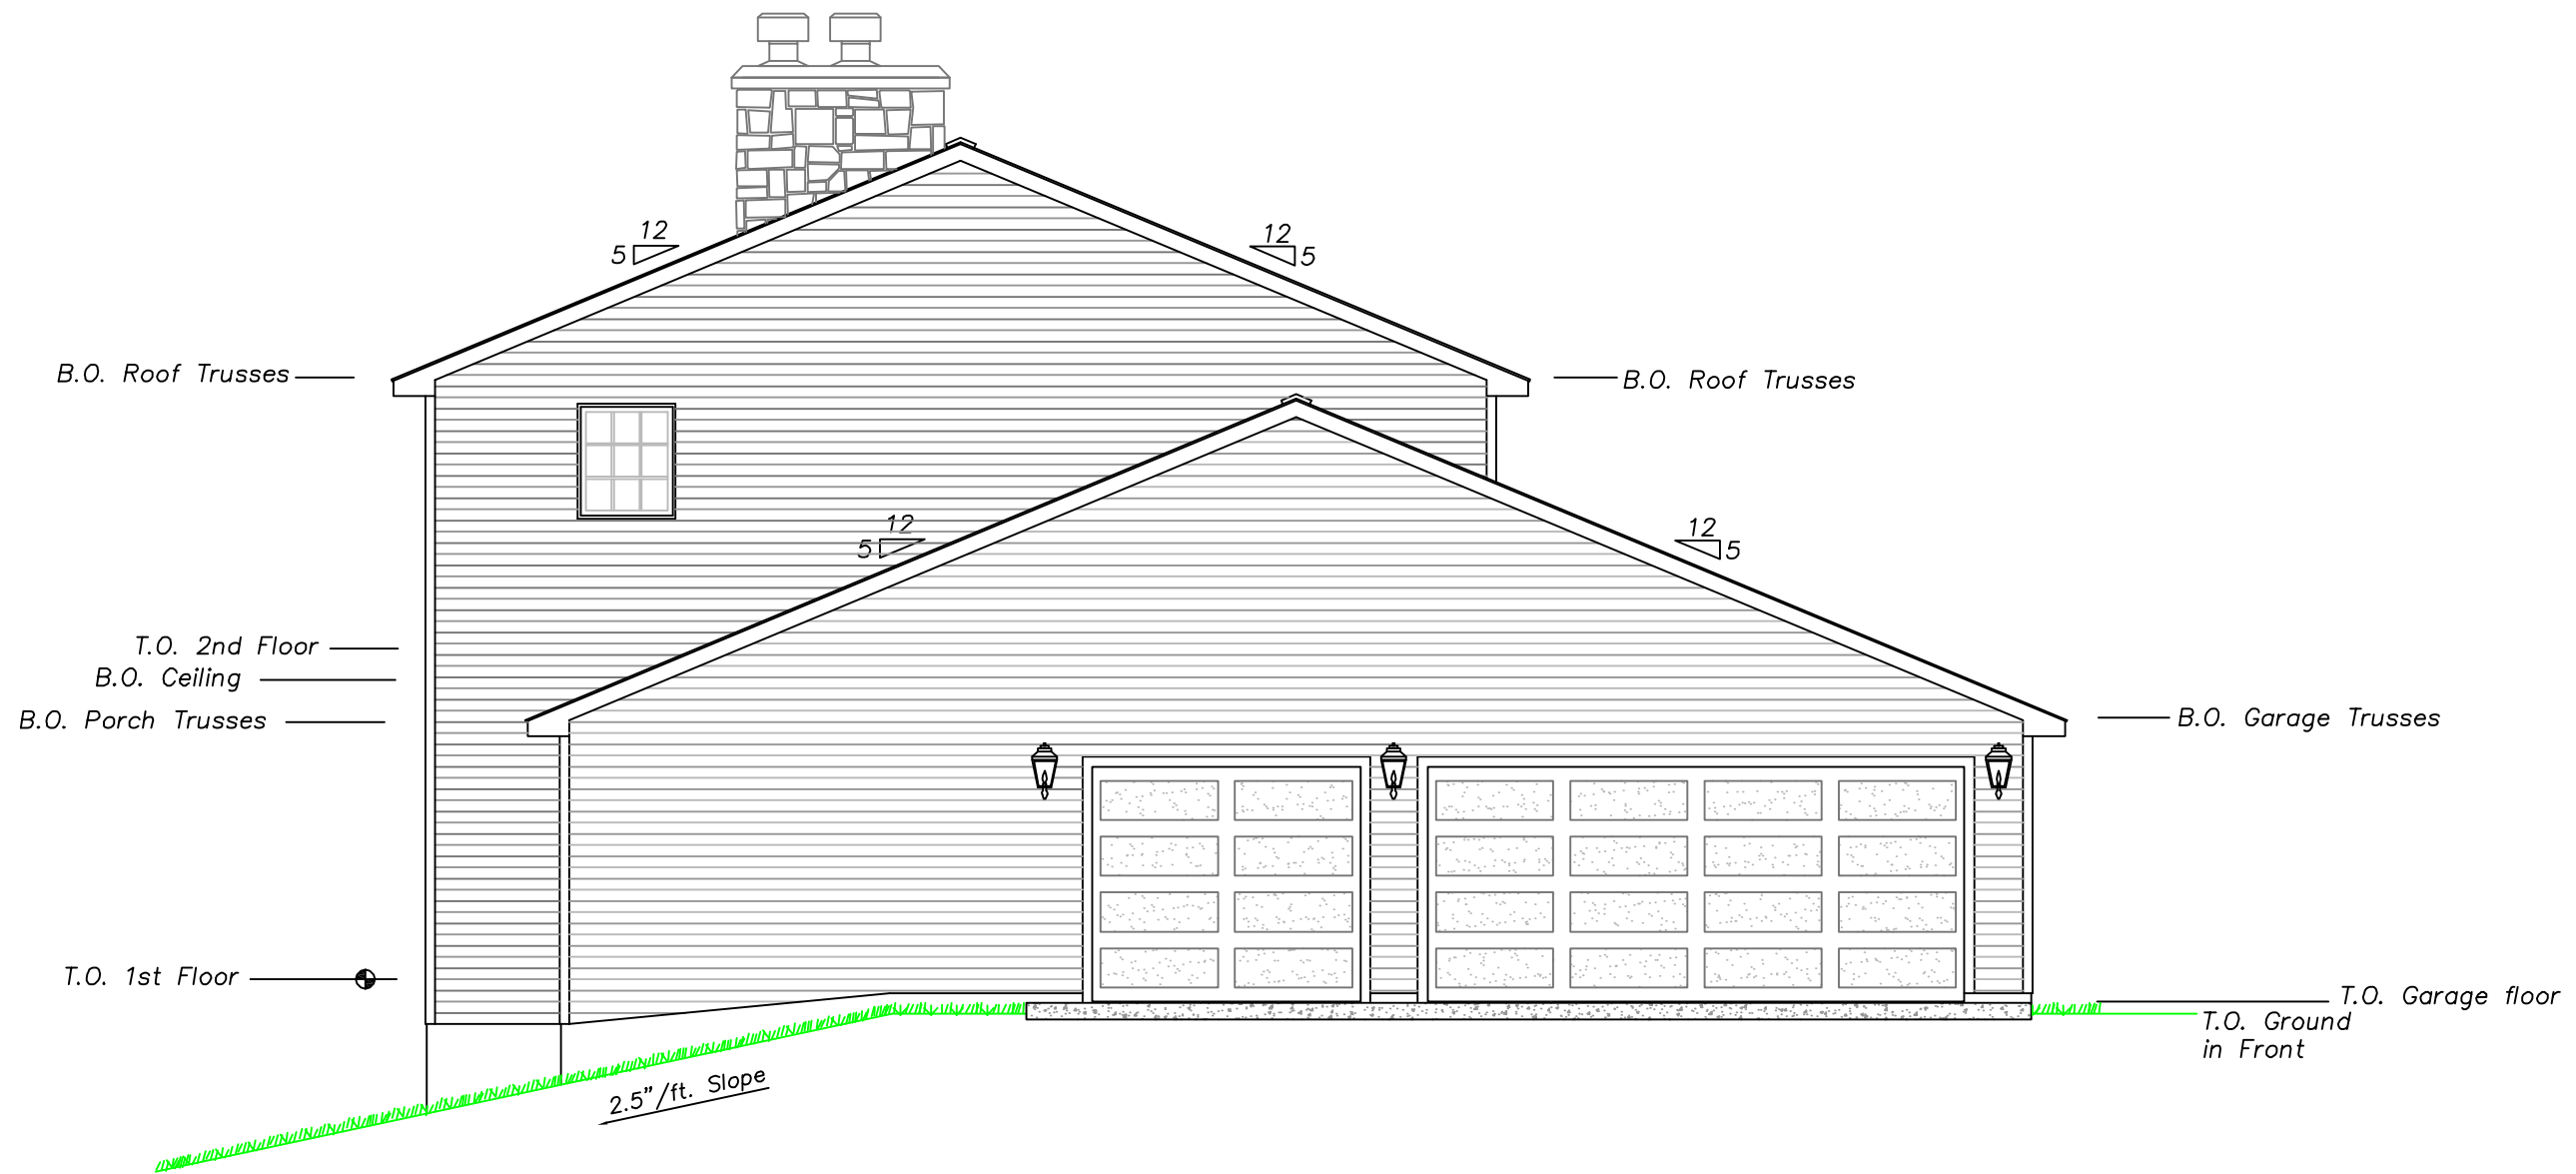 12
5
12
5
B.O. Roof Trusses
B.O. Roof Trusses
12
5
12
5
T.O. 2nd Floor
B.O. Ceiling
B.O. Porch Trusses
B.O. Garage Trusses
T.O. 1st Floor
T.O. Garage floor
T.O. Ground
in Front
2.5"/ft. Slope